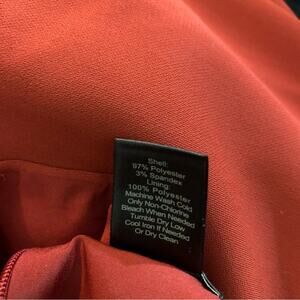 Shell:
97% Polyester
3% Spandex
Lining:
100% Polyester
Machine Wash Cold
Only Non-Chlorine
Bleach When Needed
Tumble Dry Low
Cool Iron If Needed
Or Dry Clean